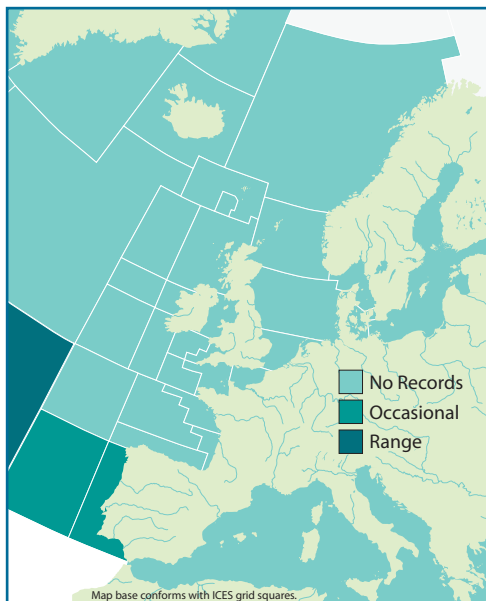 No Records
Occasional
Range
Map base conforms with ICES grid squares.